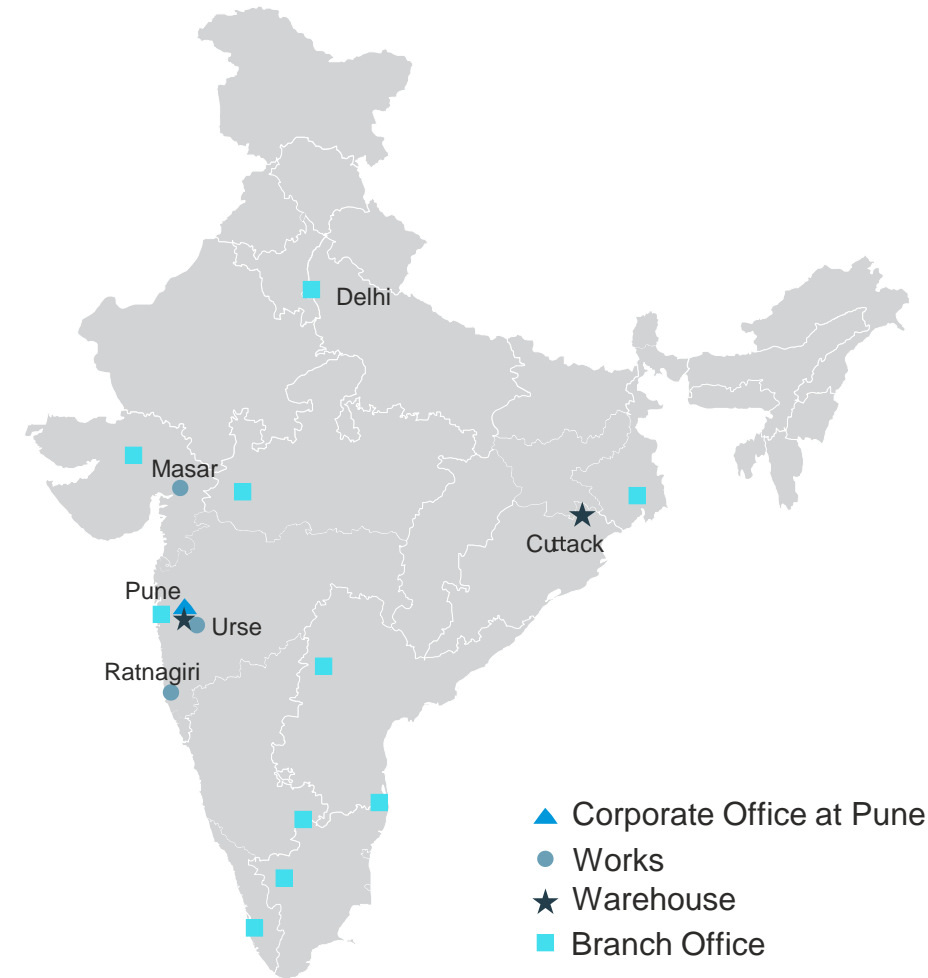 Delhi
Masar
Cuttack
Pune
Urse
Ratnagiri
Corporate Office at Pune
Works
Warehouse
Branch Office